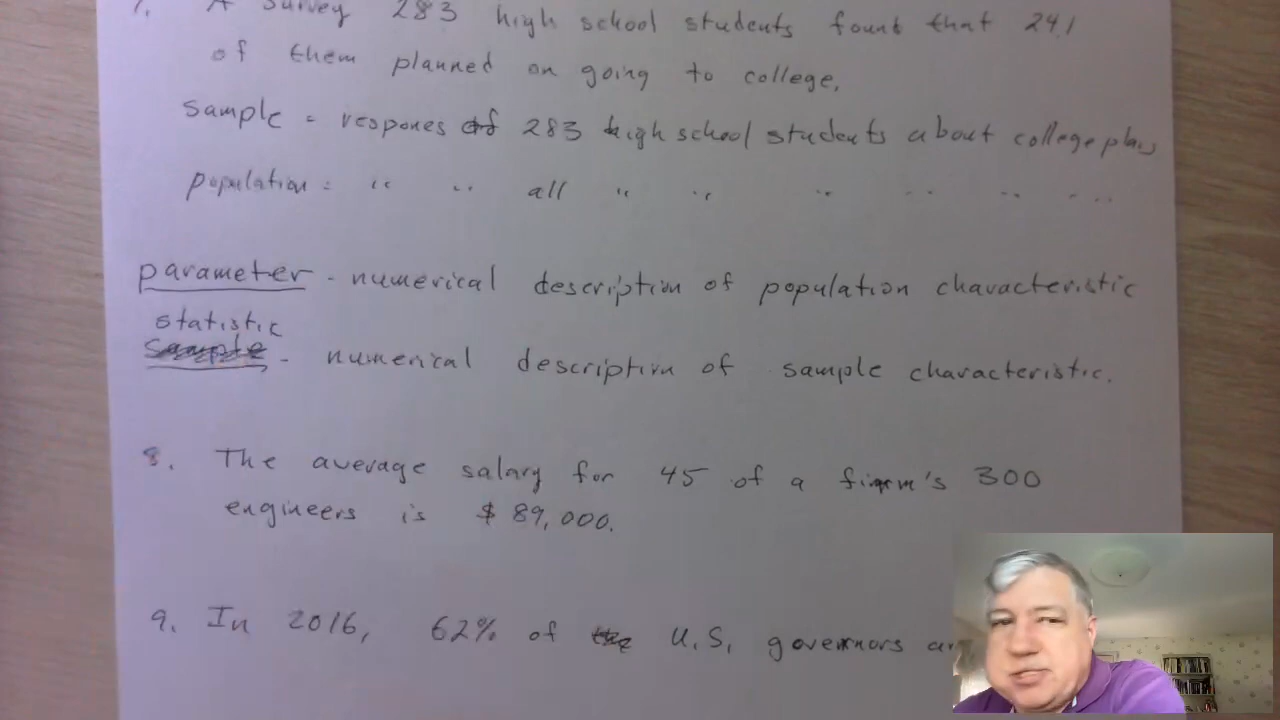 7. A survey 283 high school students found that 241
of them planned on going to college.
sample = respones of 283 high school students about college plans
population = " " all " " " " " "
parameter - numerical description of population characteristic
statistic
sample - numerical description of sample characteristic.
8. The average salary for 45 of a firm's 300
engineers is $ 89,000.
9. In 2016, 62% of the U.S. governors